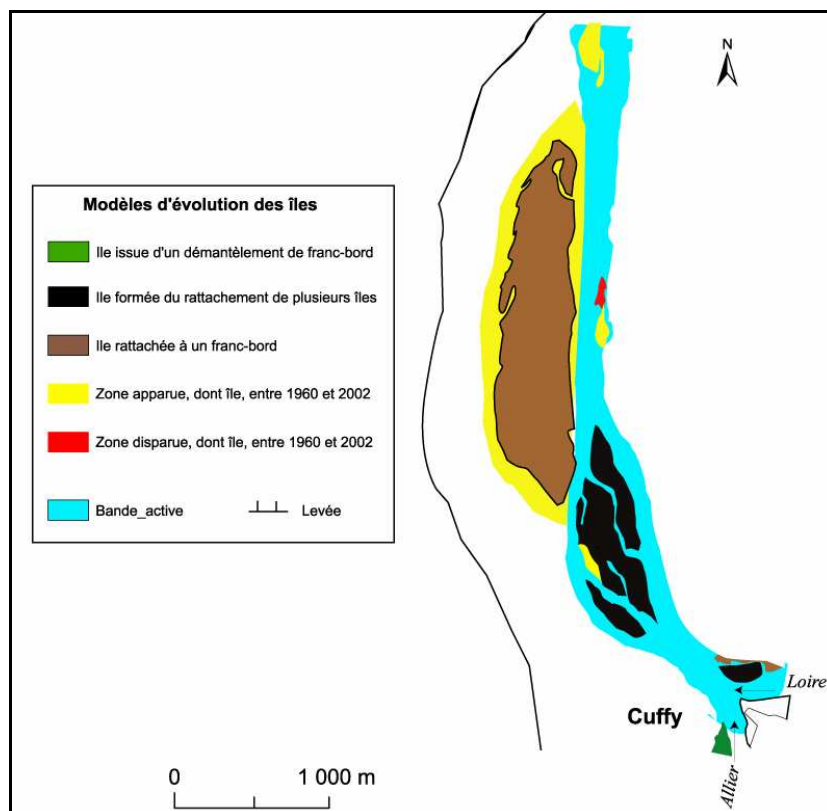 N
Modèles d'évolution des îles
Ile issue d'un démantèlement de franc-bord
Ile formée du rattachement de plusieurs îles
Ile rattachée à un franc-bord
Zone apparue, dont île, entre 1960 et 2002
Zone disparue, dont île, entre 1960 et 2002
Bande_active
Levée
Loire
Cuffy
Allier
0
1 000 m